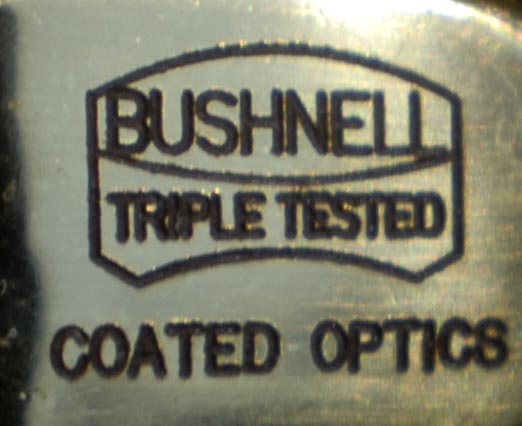 BUSHNELL
TRIPLE TESTED
COATED OPTICS